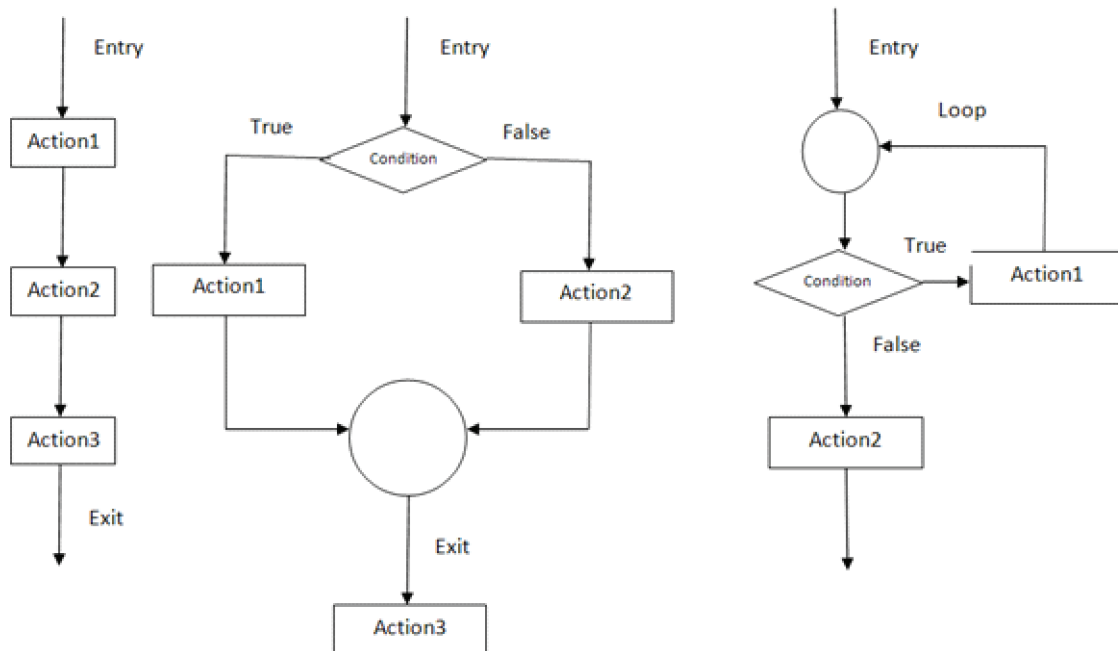 Entry
Action1
Action2
Action3
Exit
Entry
True
False
Condition
Action1
Action2
Exit
Action3
Entry
Loop
Condition
True
Action1
False
Action2